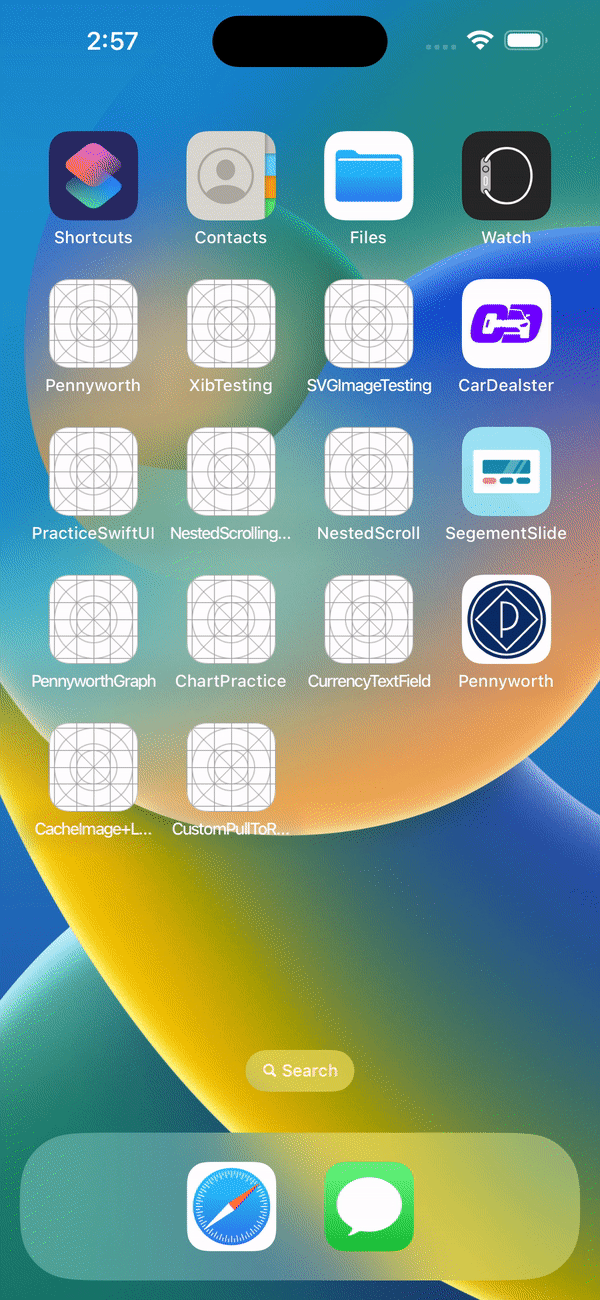 2:57
Shortcuts Contacts Files Watch
Pennyworth XibTesting SVGImageTesting CarDealster
PracticeSwiftUI NestedScrolling... NestedScroll SegementSlide
PennyworthGraph ChartPractice CurrencyTextField Pennyworth
CacheImage+L... CustomPullToR...
Search